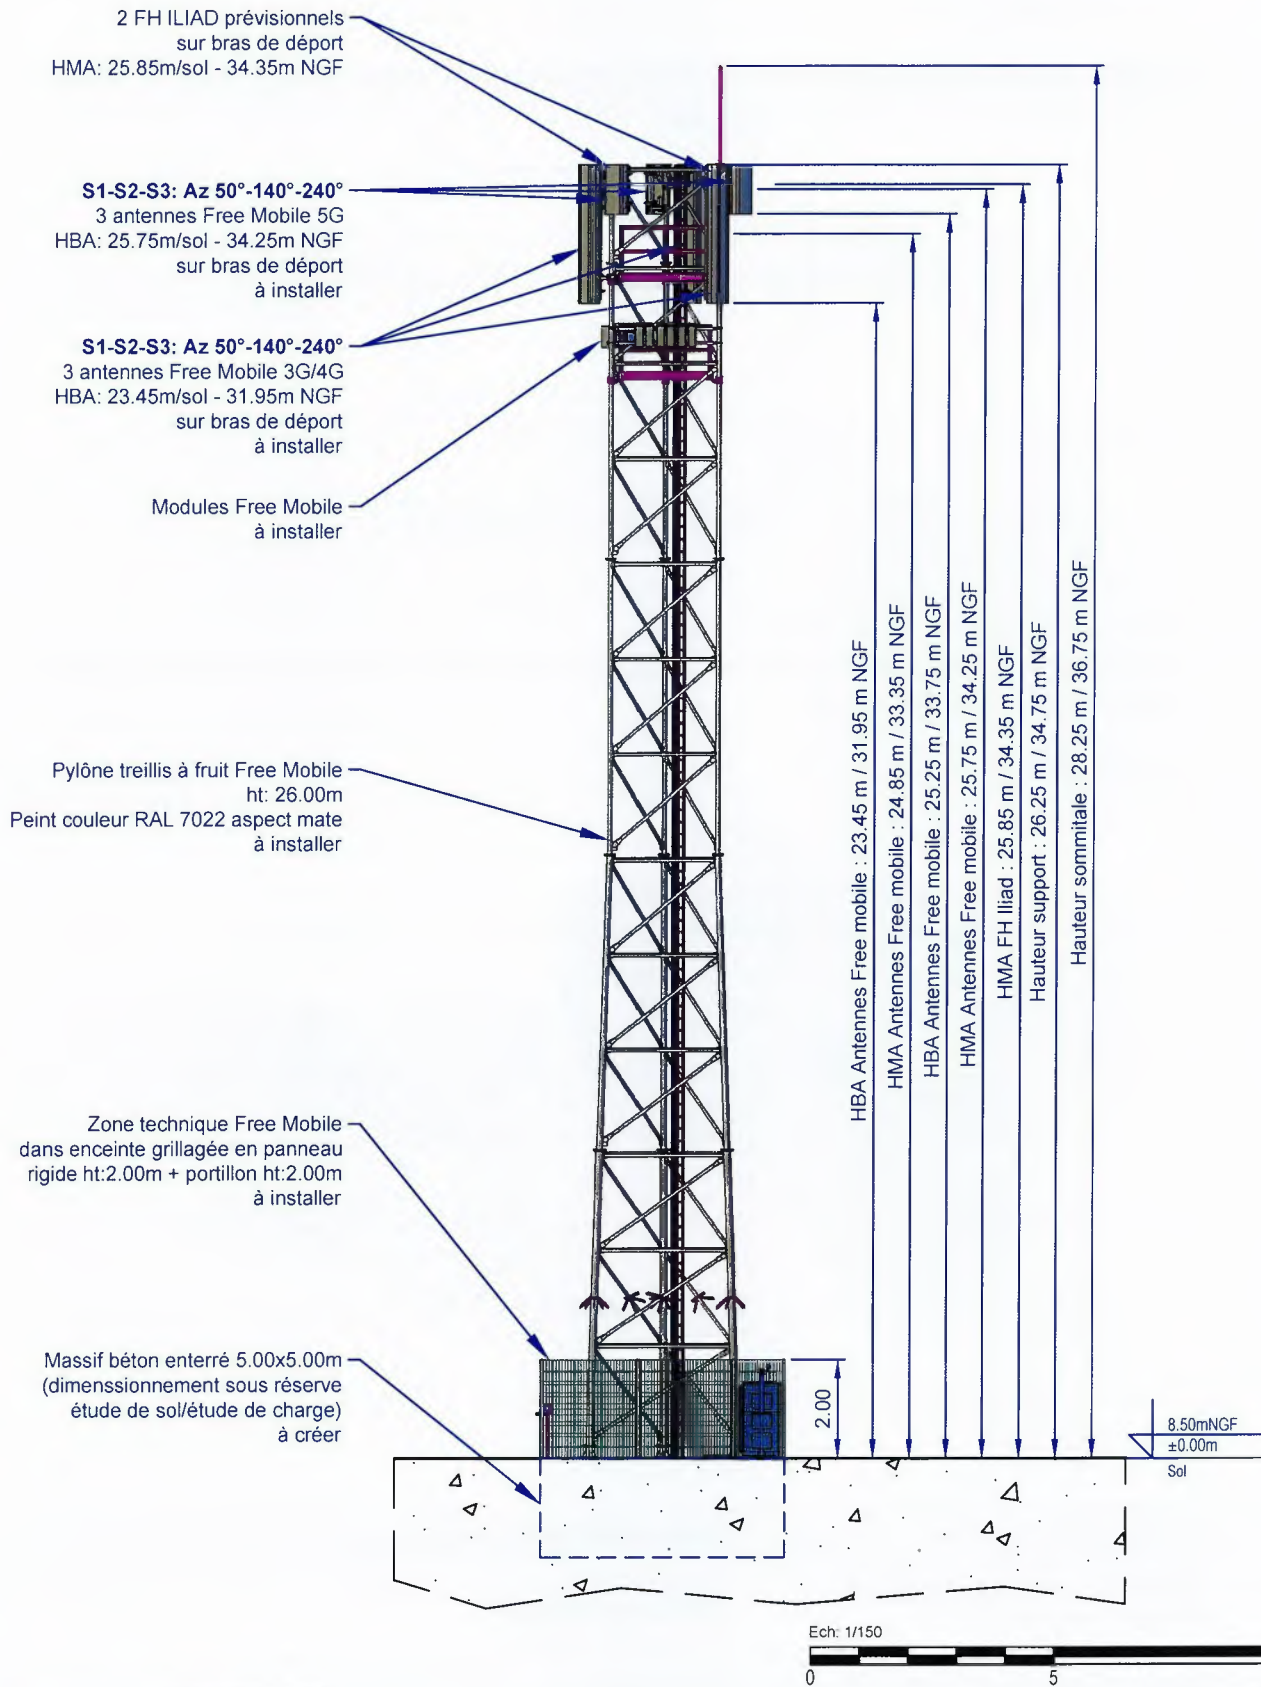 2 FH ILIAD prévisionnels
sur bras de déport
HMA: 25.85m/sol - 34.35m NGF
S1-S2-S3: Az 50°-140°-240°
3 antennes Free Mobile 5G
HBA: 25.75m/sol - 34.25m NGF
sur bras de déport
à installer
S1-S2-S3: Az 50°-140°-240°
3 antennes Free Mobile 3G/4G
HBA: 23.45m/sol - 31.95m NGF
sur bras de déport
à installer
Modules Free Mobile
à installer
Pylône treillis à fruit Free Mobile
ht: 26.00m
Peint couleur RAL 7022 aspect mate
à installer
Zone technique Free Mobile
dans enceinte grillagée en panneau
rigide ht:2.00m + portillon ht:2.00m
à installer
Massif béton enterré 5.00x5.00m
(dimenssionnement sous réserve
étude de sol/étude de charge)
à créer
HBA Antennes Free mobile : 23.45 m / 31.95 m NGF
HMA Antennes Free mobile : 24.85 m / 33.35 m NGF
HBA Antennes Free mobile : 25.25 m / 33.75 m NGF
HMA Antennes Free mobile : 25.75 m / 34.25 m NGF
HMA FH Iliad : 25.85 m / 34.35 m NGF
Hauteur support : 26.25 m / 34.75 m NGF
Hauteur sommitale : 28.25 m / 36.75 m NGF
2.00
8.50mNGF
±0.00m
Sol
Ech: 1/150
0 5